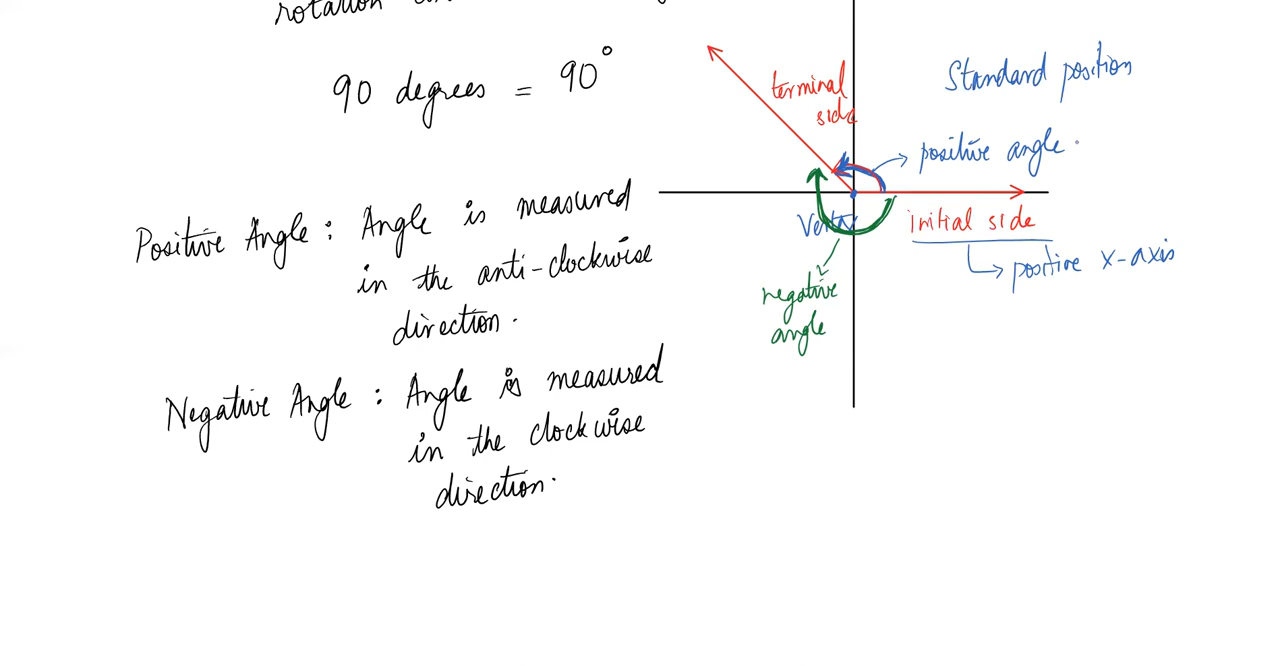 rotation
90 degrees = 90°
Positive Angle : Angle is measured
in the anti-clockwise
direction.
Negative Angle : Angle is measured
in the clockwise
direction.
Standard position
terminal
side
positive angle
initial side
positive x-axis
negative
angle